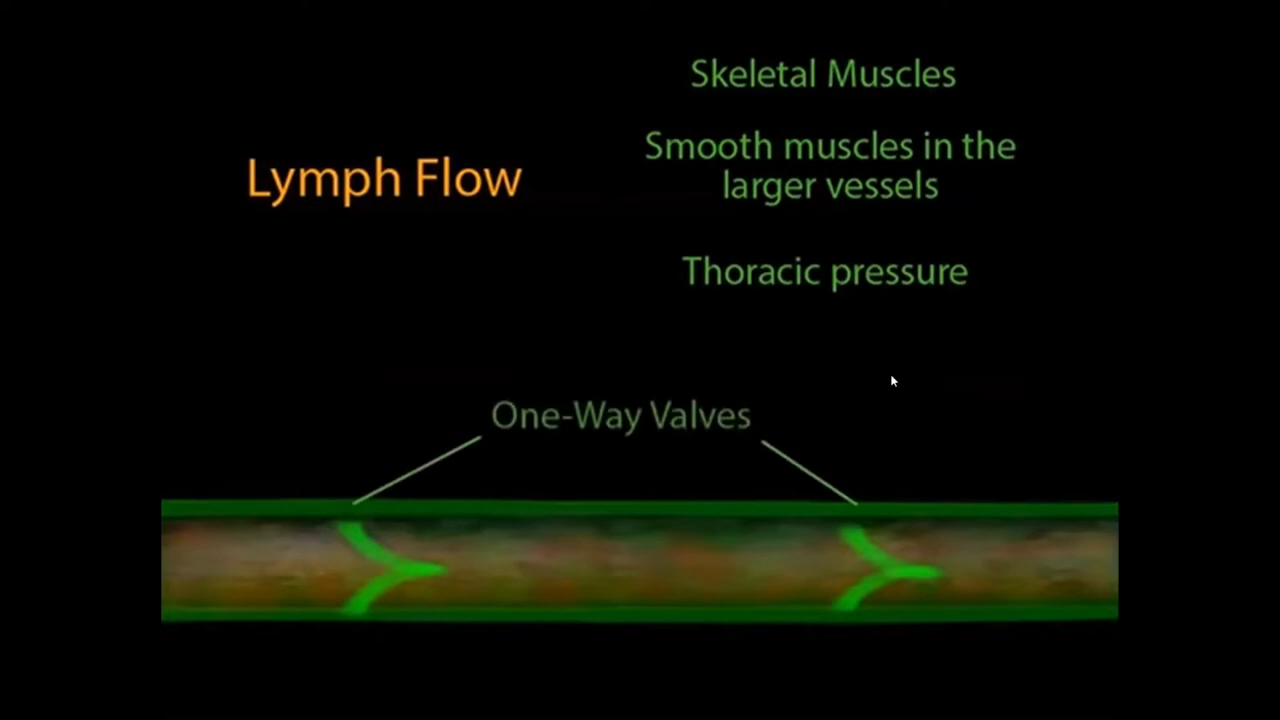 Skeletal Muscles
Smooth muscles in the
larger vessels
Lymph Flow
Thoracic pressure
One-Way Valves